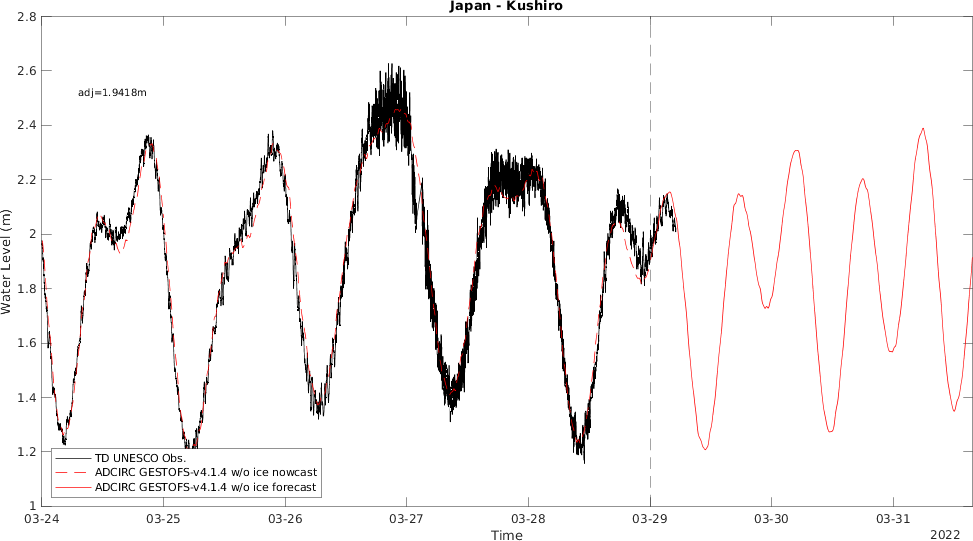 Japan - Kushiro
2.8
2.6
2.4
2.2
2
1.8
1.6
1.4
1.2
1
Water Level (m)
adj=1.9418m
TD UNESCO Obs.
ADCIRC GESTOFS-v4.1.4 w/o ice nowcast
ADCIRC GESTOFS-v4.1.4 w/o ice forecast
03-24 03-25 03-26 03-27 03-28 03-29 03-30 03-31
Time
2022